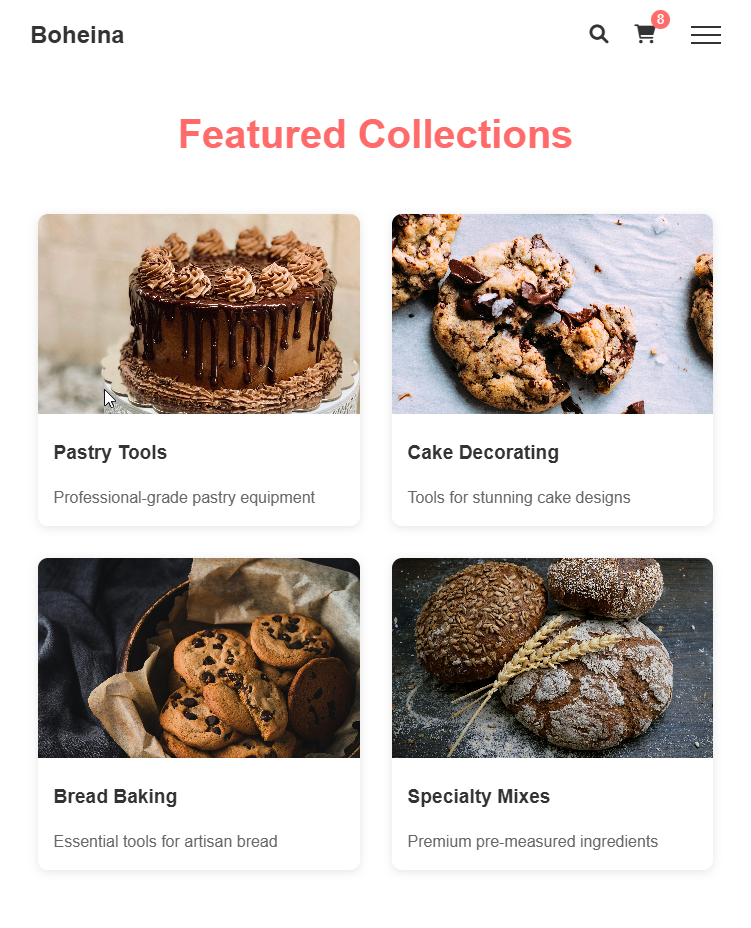 Boheina
8
Featured Collections
Pastry Tools
Cake Decorating
Professional-grade pastry equipment
Tools for stunning cake designs
Bread Baking
Specialty Mixes
Essential tools for artisan bread
Premium pre-measured ingredients